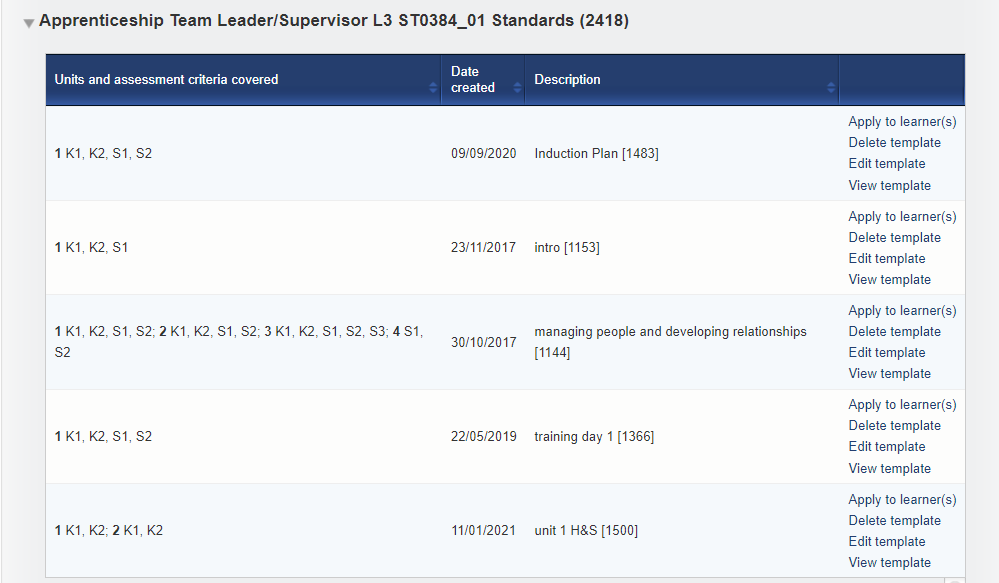 Apprenticeship Team Leader/Supervisor L3 ST0384_01 Standards (2418)
Units and assessment criteria covered
Date
created
Description
1 K1, K2, S1, S2
09/09/2020
Induction Plan [1483]
Apply to learner(s)
Delete template
Edit template
View template
1 K1, K2, S1
23/11/2017
intro [1153]
Apply to learner(s)
Delete template
Edit template
View template
1 K1, K2, S1, S2; 2 K1, K2, S1, S2; 3 K1, K2, S1, S2, S3; 4 S1,
S2
30/10/2017
managing people and developing relationships
[1144]
Apply to learner(s)
Delete template
Edit template
View template
1 K1, K2, S1, S2
22/05/2019
training day 1 [1366]
Apply to learner(s)
Delete template
Edit template
View template
1 K1, K2; 2 K1, K2
11/01/2021
unit 1 H&S [1500]
Apply to learner(s)
Delete template
Edit template
View template